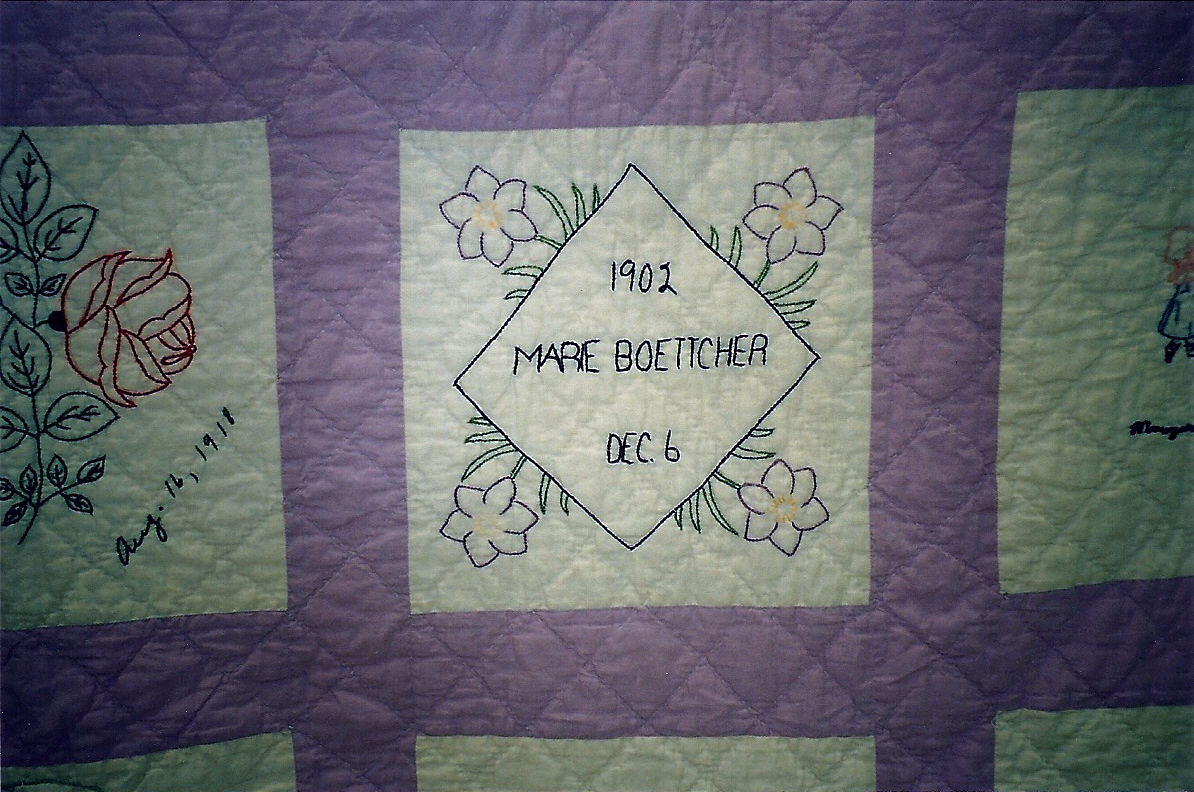 1902
MARIE BOETTCHER
DEC. 6
Aug. 16, 1918